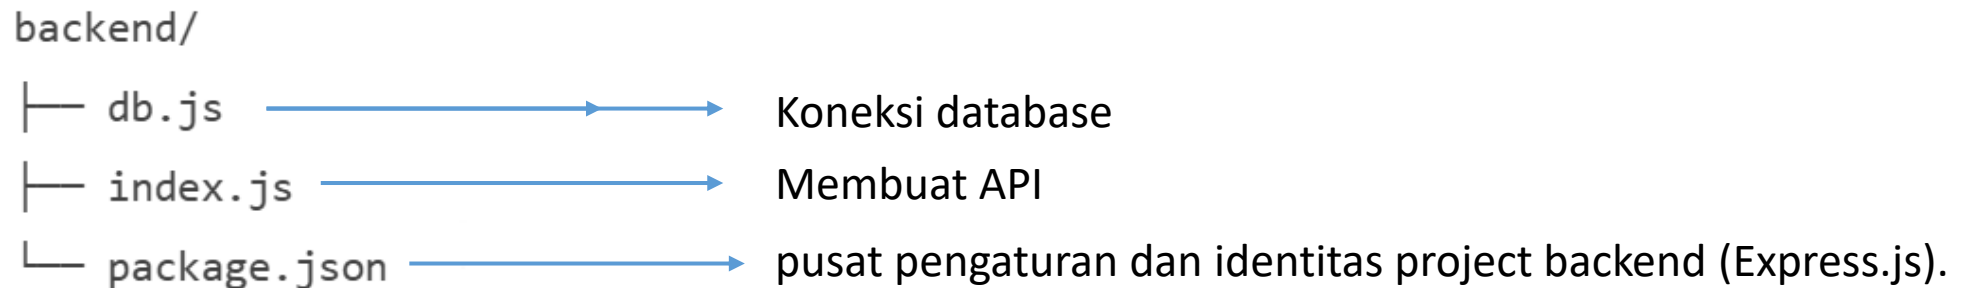 backend/
├── db.js Koneksi database
├── index.js Membuat API
└── package.json pusat pengaturan dan identitas project backend (Express.js).